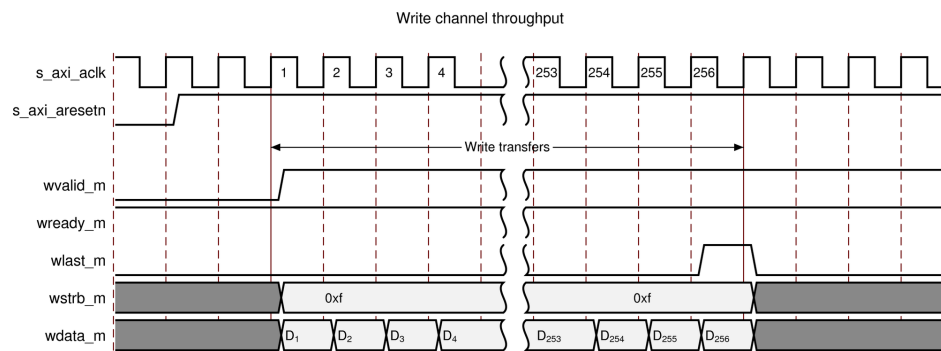 Write channel throughput
s_axi_aclk 1 2 3 4 253 254 255 256
s_axi_aresetn
Write transfers
wvalid_m
wready_m
wlast_m
wstrb_m 0xf 0xf
wdata_m D₁ D₂ D₃ D₄ D₂₅₃ D₂₅₄ D₂₅₅ D₂₅₆